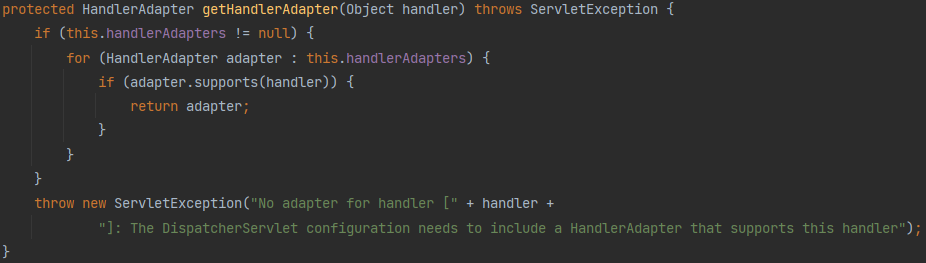 protected HandlerAdapter getHandlerAdapter(Object handler) throws ServletException {
    if (this.handlerAdapters != null) {
        for (HandlerAdapter adapter : this.handlerAdapters) {
            if (adapter.supports(handler)) {
                return adapter;
            }
        }
    }
    throw new ServletException("No adapter for handler [" + handler +
            "]: The DispatcherServlet configuration needs to include a HandlerAdapter that supports this handler");
}